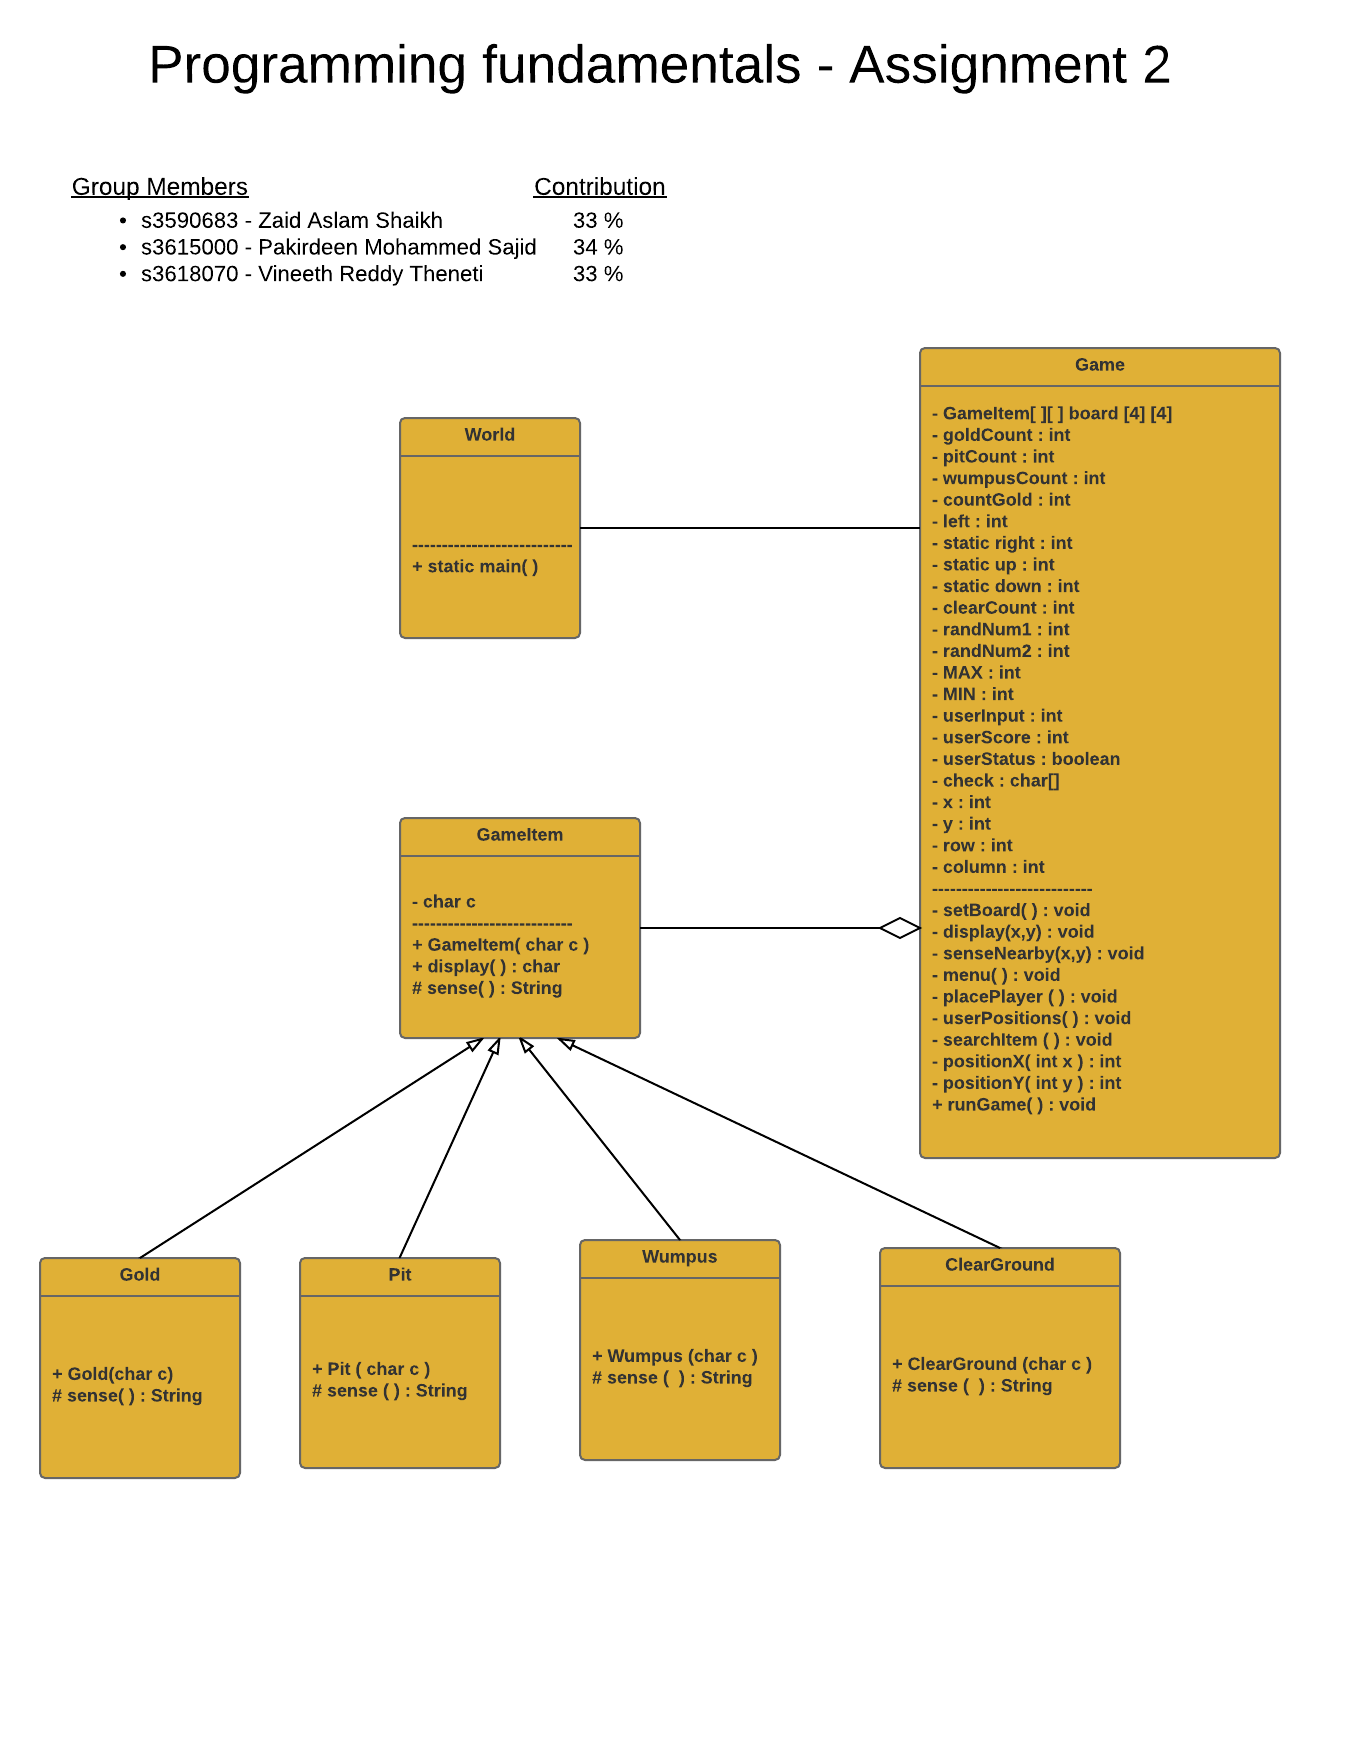 Programming fundamentals - Assignment 2
Group Members Contribution
• s3590683 - Zaid Aslam Shaikh 33 %
• s3615000 - Pakirdeen Mohammed Sajid 34 %
• s3618070 - Vineeth Reddy Theneti 33 %
World
---------------------------
+ static main( )
Game
- GameItem[ ][ ] board [4] [4]
- goldCount : int
- pitCount : int
- wumpusCount : int
- countGold : int
- left : int
- static right : int
- static up : int
- static down : int
- clearCount : int
- randNum1 : int
- randNum2 : int
- MAX : int
- MIN : int
- userInput : int
- userScore : int
- userStatus : boolean
- check : char[]
- x : int
- y : int
- row : int
- column : int
---------------------------
- setBoard( ) : void
- display(x,y) : void
- senseNearby(x,y) : void
- menu( ) : void
- placePlayer ( ) : void
- userPositions( ) : void
- searchItem ( ) : void
- positionX( int x ) : int
- positionY( int y ) : int
+ runGame( ) : void
GameItem
- char c
---------------------------
+ GameItem( char c )
+ display( ) : char
# sense( ) : String
Gold
+ Gold(char c)
# sense( ) : String
Pit
+ Pit ( char c )
# sense ( ) : String
Wumpus
+ Wumpus (char c )
# sense (  ) : String
ClearGround
+ ClearGround (char c )
# sense (  ) : String